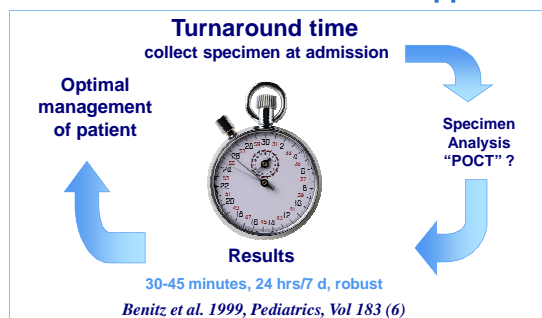 Turnaround time
collect specimen at admission
Optimal
management
of patient
Specimen
Analysis
“POCT” ?
Results
30-45 minutes, 24 hrs/7 d, robust
Benitz et al. 1999, Pediatrics, Vol 183 (6)